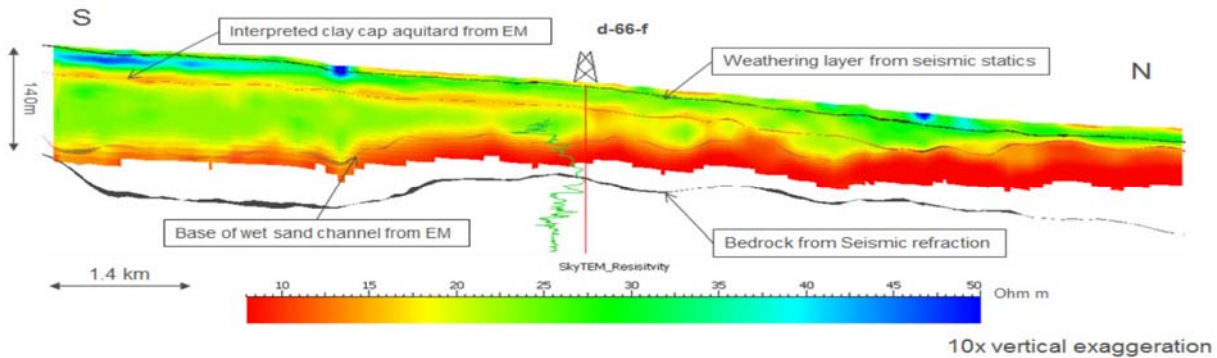 S
Interpreted clay cap aquitard from EM
d-66-f
Weathering layer from seismic statics
N
140m
Base of wet sand channel from EM
Bedrock from Seismic refraction
SkyTEM_Resisitvity
1.4 km
10 15 20 25 30 35 40 45 50
Ohm m
10x vertical exaggeration